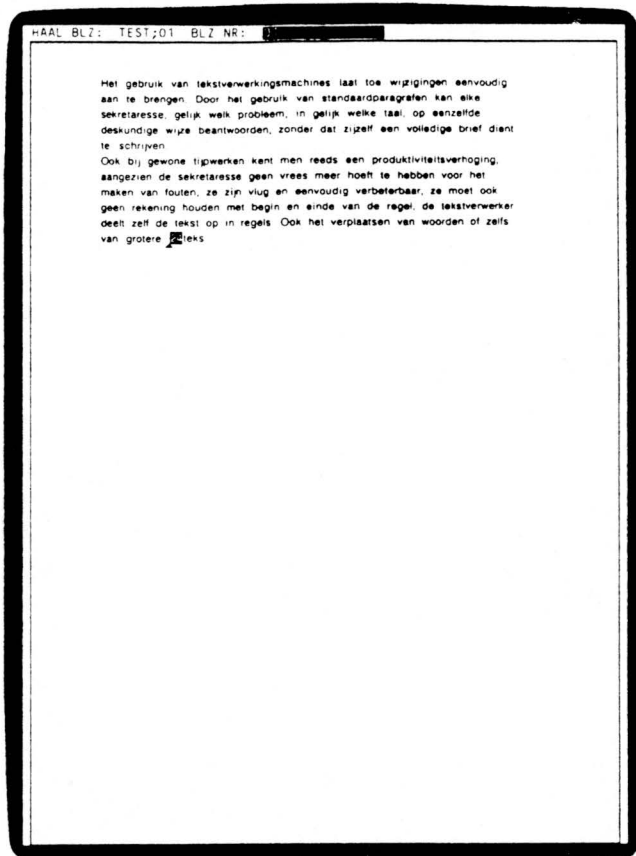 HAAL BLZ: TEST;01 BLZ NR:
Het gebruik van tekstverwerkingsmachines laat toe wijzigingen eenvoudig
aan te brengen. Door het gebruik van standaardparagrafen kan elke
sekretaresse, gelijk welk probleem, in gelijk welke taal, op eenzelfde
deskundige wijze beantwoorden, zonder dat zijzelf een volledige brief dient
te schrijven
Ook bij gewone tijpwerken kent men reeds een produktiviteitsverhoging,
aangezien de sekretaresse geen vrees meer hoeft te hebben voor het
maken van fouten, ze zijn vlug en eenvoudig verbeterbaar, ze moet ook
geen rekening houden met begin en einde van de regel, de tekstverwerker
deelt zelf de tekst op in regels Ook het verplaatsen van woorden of zelfs
van grotere teks